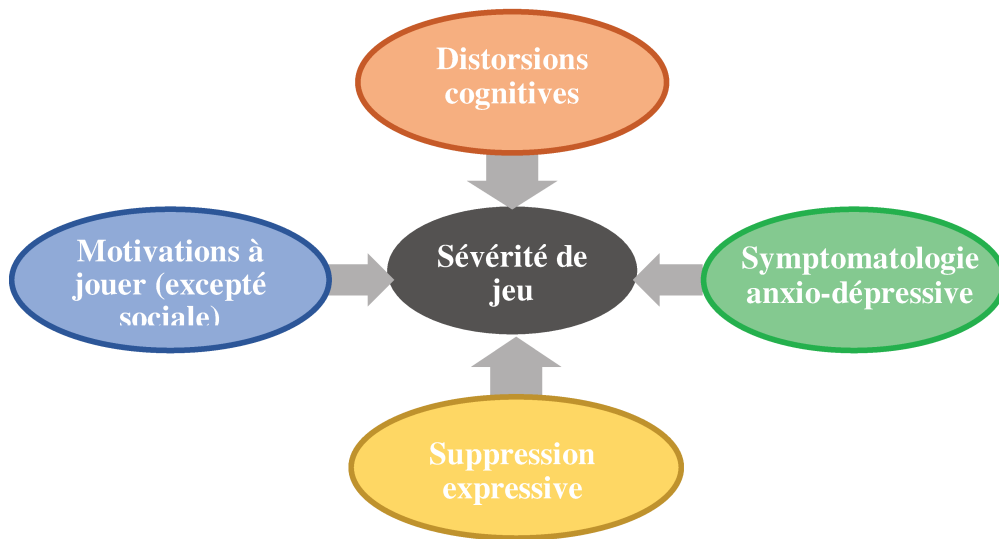 Distorsions
cognitives
Motivations à
jouer (excepté
sociale)
Sévérité de
jeu
Symptomatologie
anxio-dépressive
Suppression
expressive